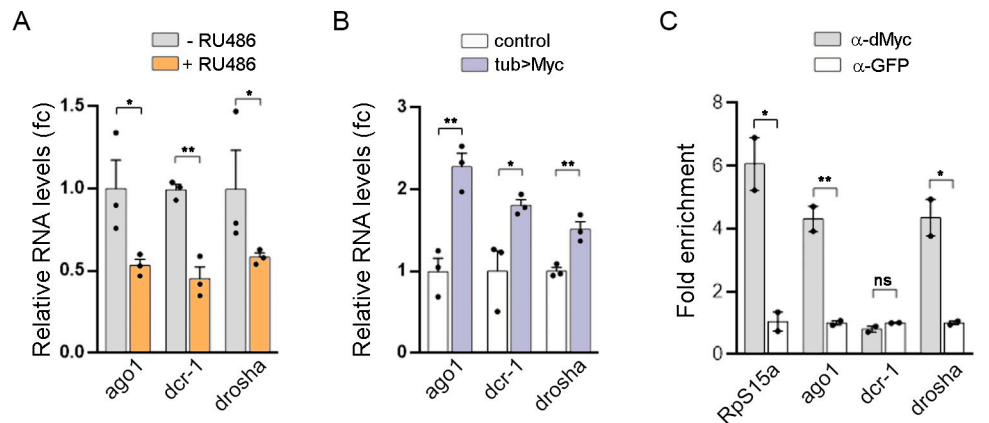 A
- RU486
+ RU486
Relative RNA levels (fc)
1.5
1.0
0.5
0.0
*
**
*
ago1
dcr-1
drosha
B
control
tub>Myc
Relative RNA levels (fc)
3
2
1
0
**
*
**
ago1
dcr-1
drosha
C
α-dMyc
α-GFP
Fold enrichment
8
6
4
2
0
*
**
ns
*
RpS15a
ago1
dcr-1
drosha